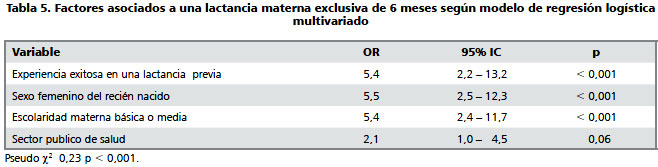 Tabla 5. Factores asociados a una lactancia materna exclusiva de 6 meses según modelo de regresión logística
multivariado
Variable OR 95% IC p
Experiencia exitosa en una lactancia previa 5,4 2,2 – 13,2 < 0,001
Sexo femenino del recién nacido 5,5 2,5 – 12,3 < 0,001
Escolaridad materna básica o media 5,4 2,4 – 11,7 < 0,001
Sector publico de salud 2,1 1,0 – 4,5 0,06
Pseudo χ² 0,23 p < 0,001.